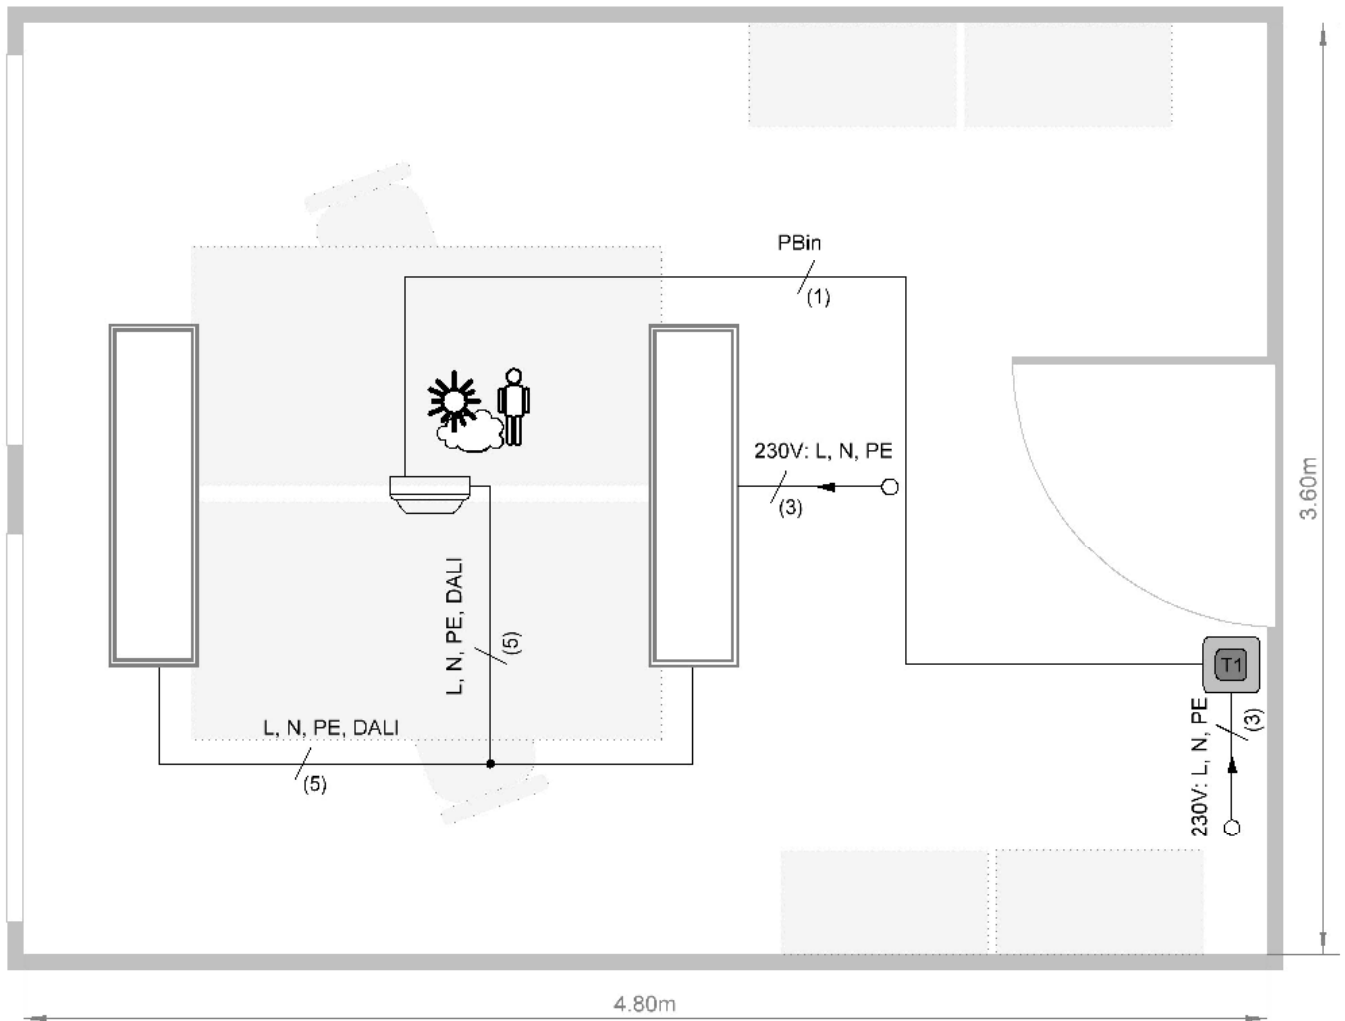 PBin
(1)
230V: L, N, PE
(3)
3.60m
L, N, PE, DALI
(5)
T1
230V: L, N, PE
(3)
L, N, PE, DALI
(5)
4.80m